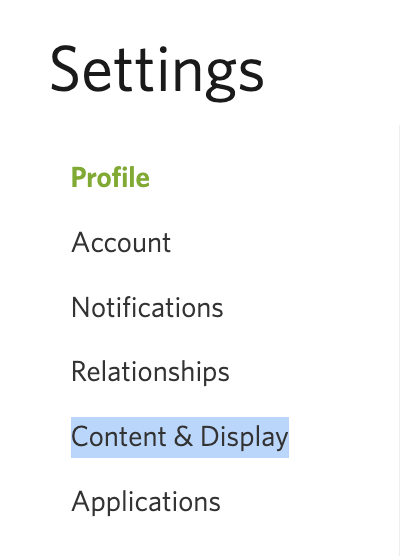 Settings
Profile
Account
Notifications
Relationships
Content & Display
Applications